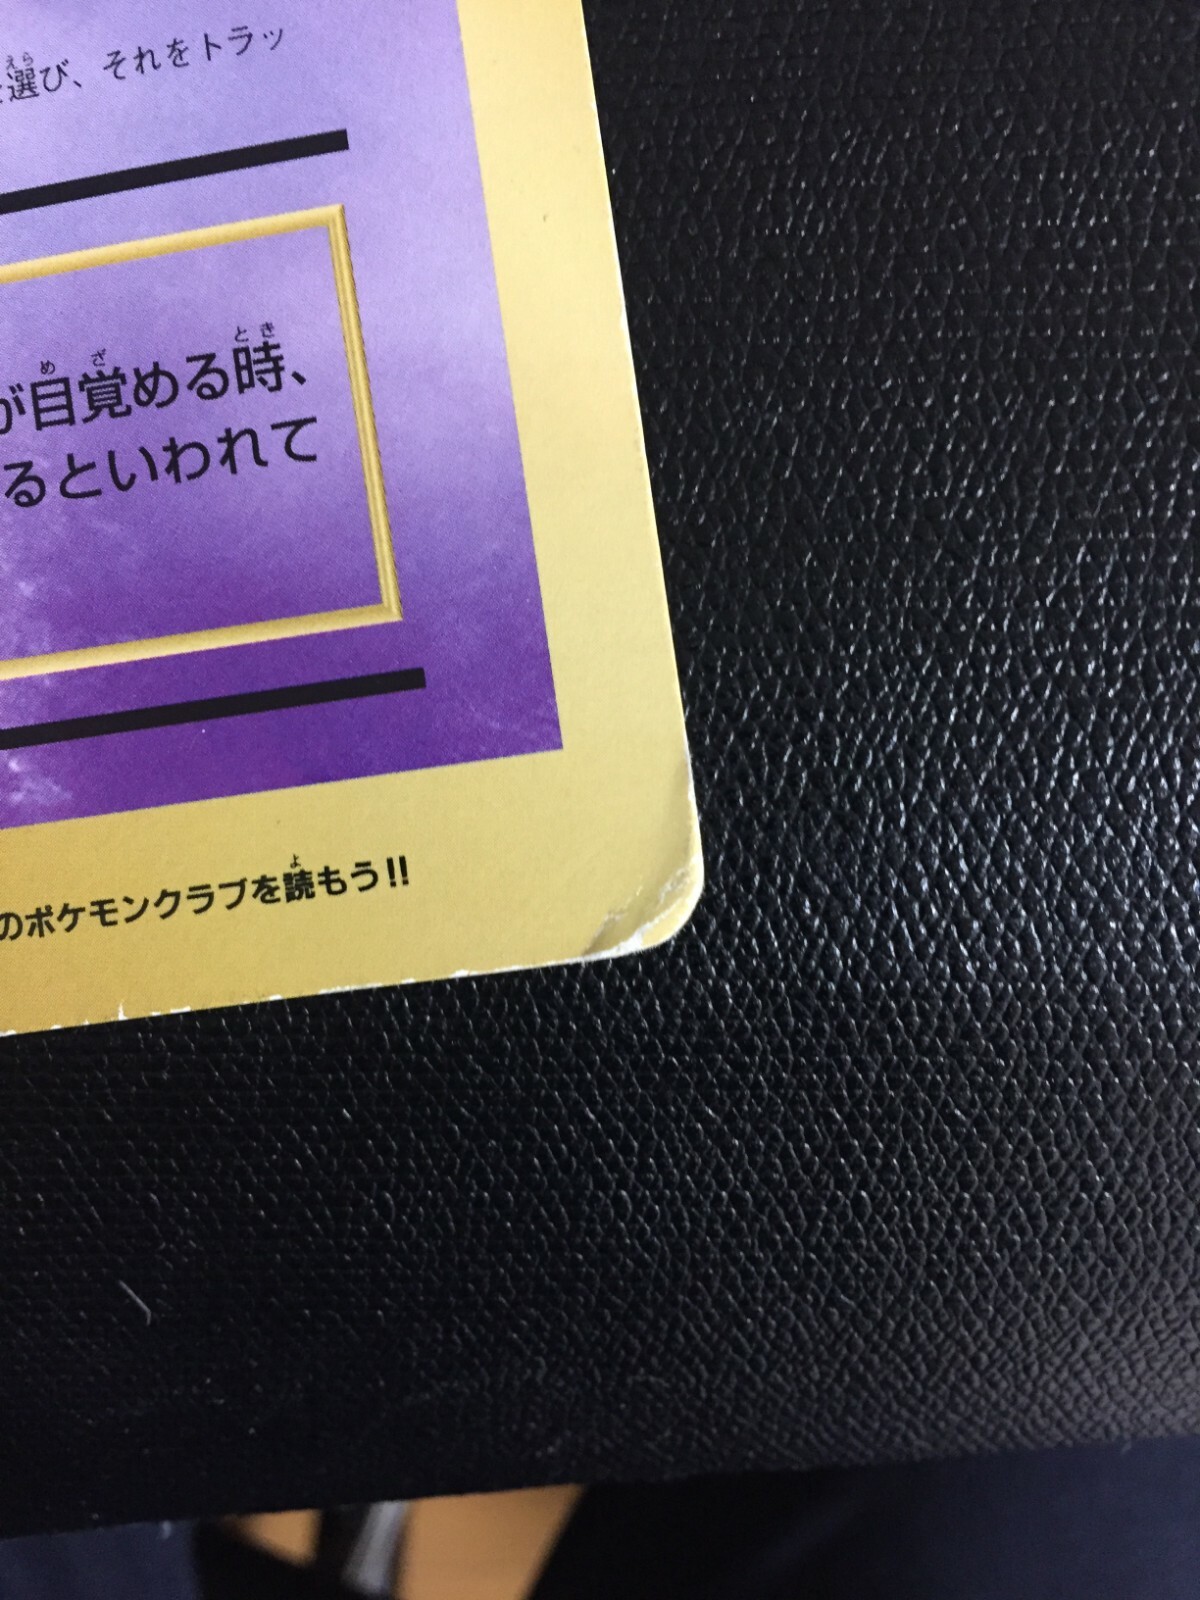 選び、それをトラッ
が目覚める時、
るといわれて
のポケモンクラブを読もう!!